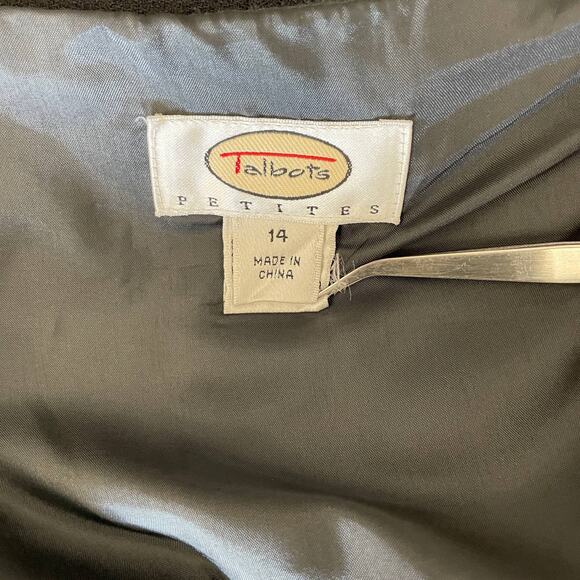 Talbots
PETITES
14
MADE IN
CHINA